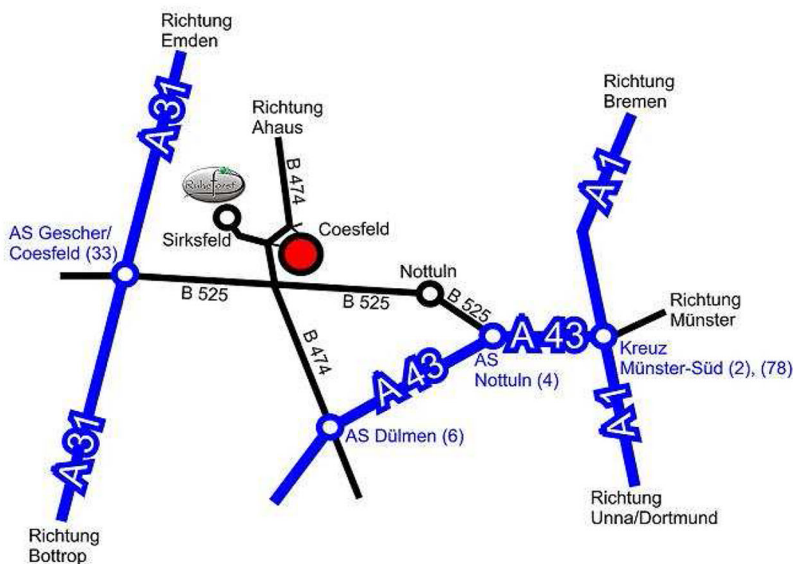 Richtung
Emden
A 31
Richtung
Ahaus
B 474
Richtung
Bremen
A 1
RuheForst
Sirksfeld
Coesfeld
AS Gescher/
Coesfeld (33)
B 525
B 525
Nottuln
B 525
Richtung
Münster
A 43
AS
Nottuln (4)
Kreuz
Münster-Süd (2), (78)
B 474
A 43
A 1
AS Dülmen (6)
A 31
Richtung
Bottrop
Richtung
Unna/Dortmund